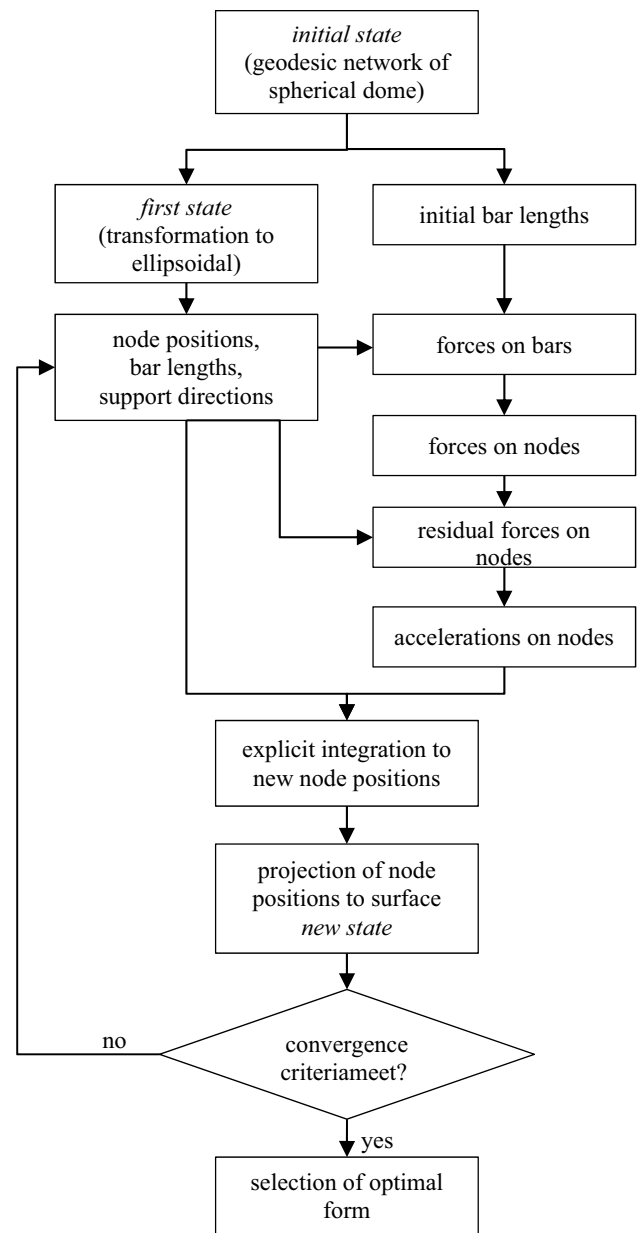 initial state
(geodesic network of
spherical dome)
first state
(transformation to
ellipsoidal)
initial bar lengths
node positions,
bar lengths,
support directions
forces on bars
forces on nodes
residual forces on
nodes
accelerations on nodes
explicit integration to
new node positions
projection of node
positions to surface
new state
no
convergence
criteriameet?
yes
selection of optimal
form